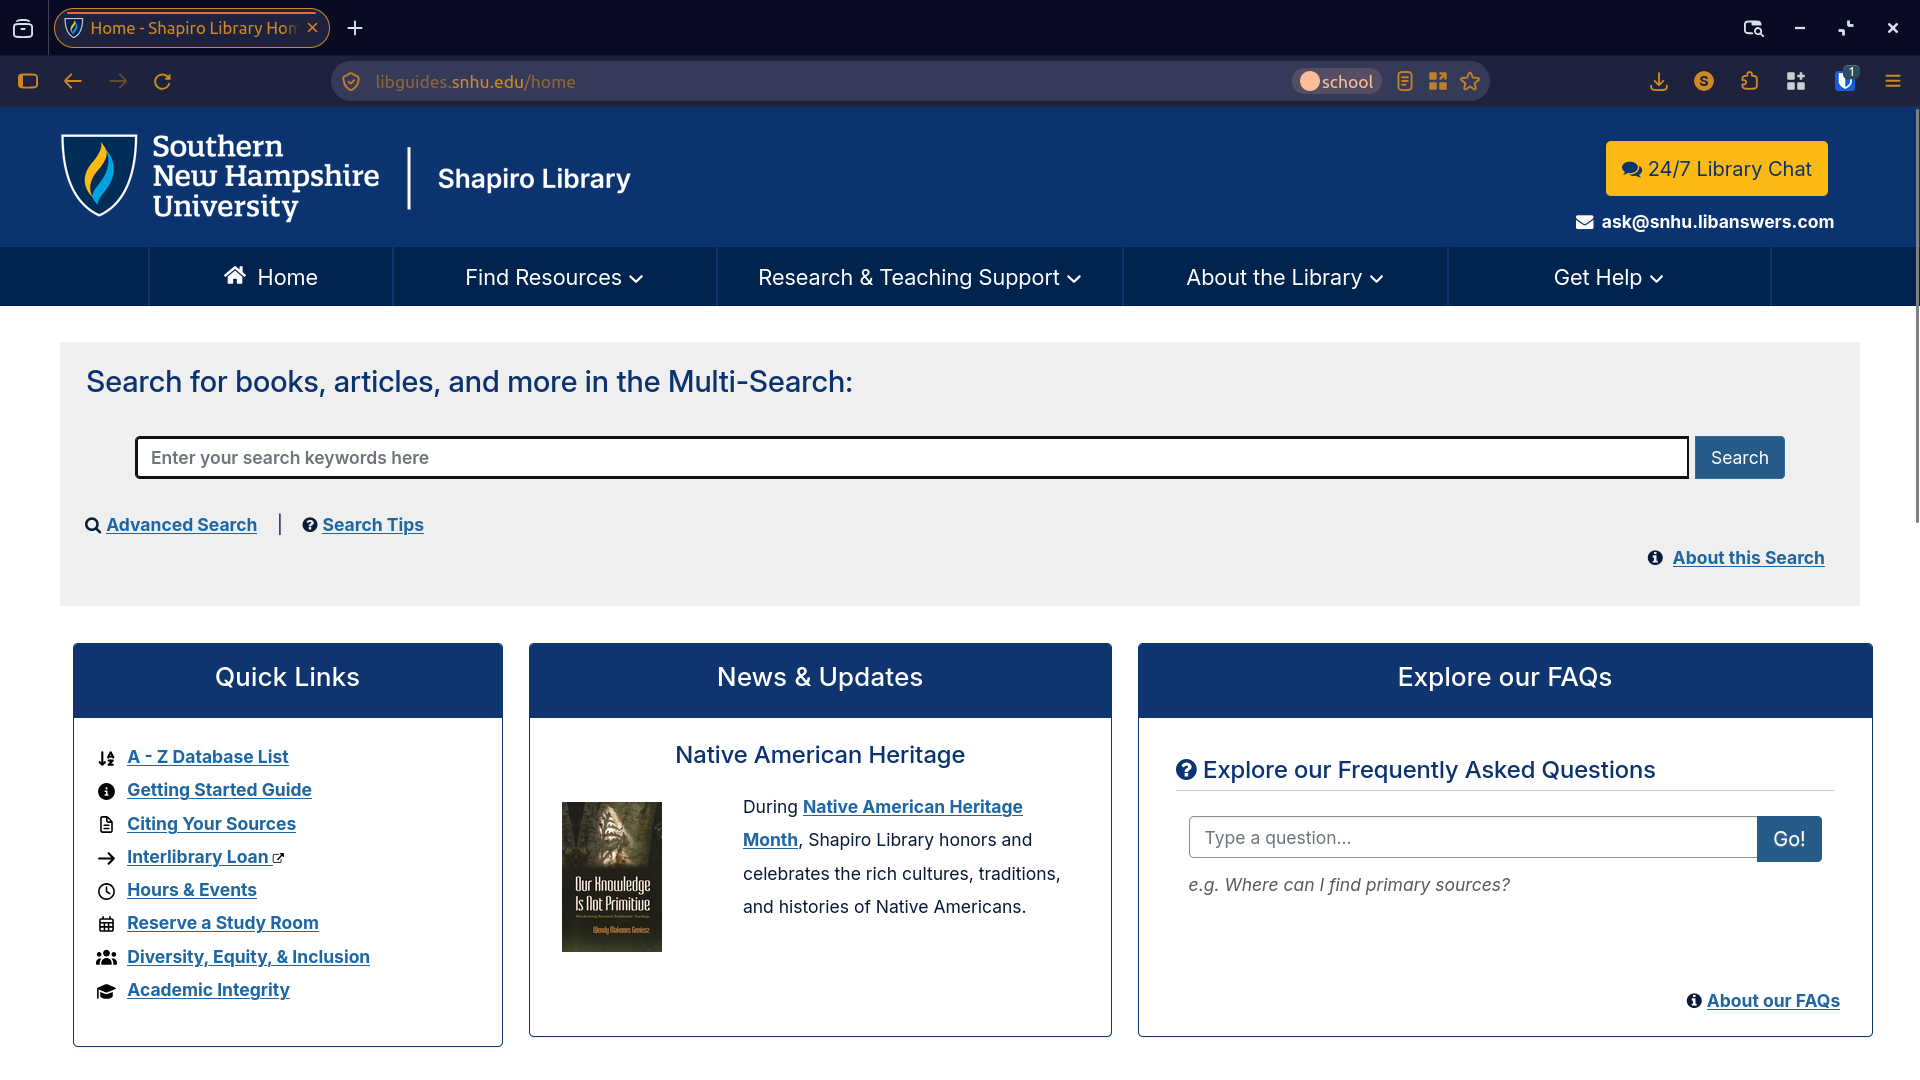 Home - Shapiro Library Hom
libguides.snhu.edu/home
school
S
1
Southern
New Hampshire
University
Shapiro Library
24/7 Library Chat
ask@snhu.libanswers.com
Home
Find Resources
Research & Teaching Support
About the Library
Get Help
Search for books, articles, and more in the Multi-Search:
Enter your search keywords here
Search
Advanced Search
Search Tips
About this Search
Quick Links
A - Z Database List
Getting Started Guide
Citing Your Sources
Interlibrary Loan
Hours & Events
Reserve a Study Room
Diversity, Equity, & Inclusion
Academic Integrity
News & Updates
Native American Heritage
Our Knowledge
Is Not Primitive
Wendy Makoons Geniusz
During Native American Heritage
Month, Shapiro Library honors and
celebrates the rich cultures, traditions,
and histories of Native Americans.
Explore our FAQs
Explore our Frequently Asked Questions
Type a question...
Go!
e.g. Where can I find primary sources?
About our FAQs